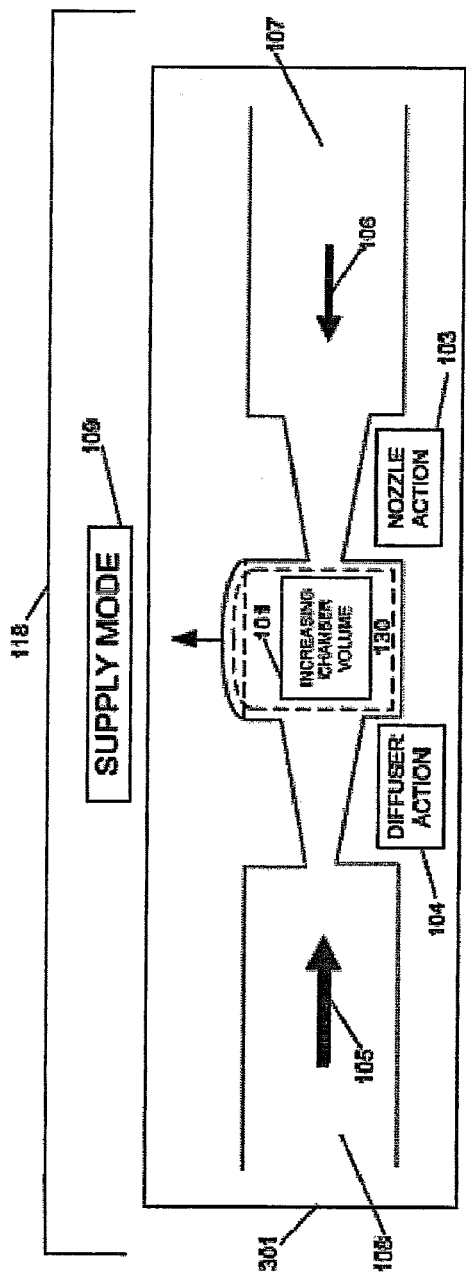 118
SUPPLY MODE
109
107
106
101
INCREASING
CHAMBER
VOLUME
130
NOZZLE
ACTION
103
DIFFUSER
ACTION
104
105
108
301